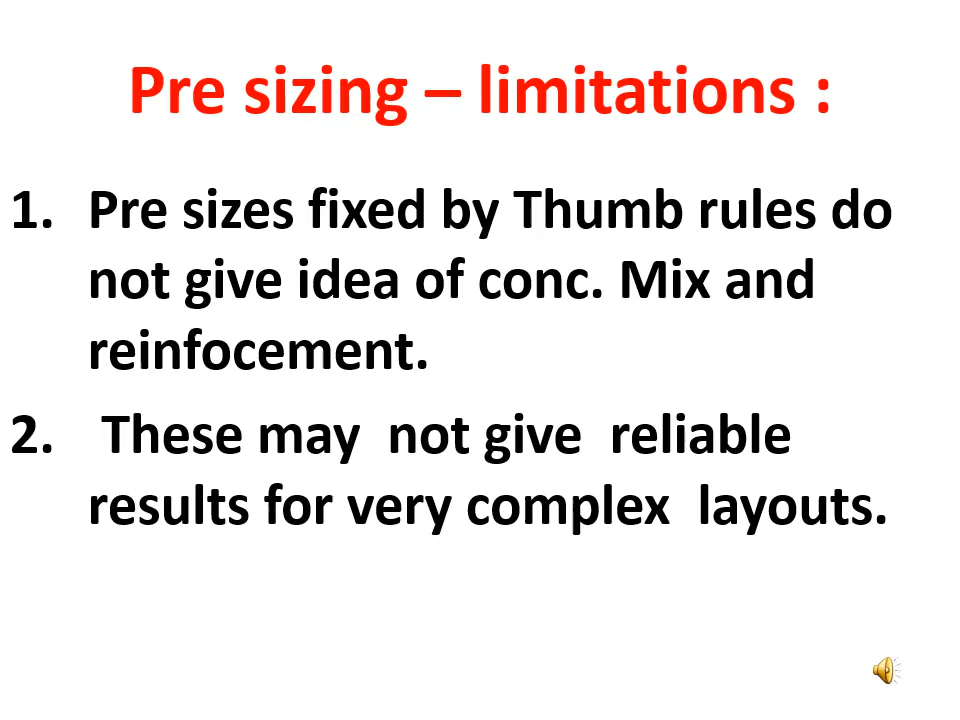 Pre sizing – limitations :
1. Pre sizes fixed by Thumb rules do
not give idea of conc. Mix and
reinfocement.
2. These may not give reliable
results for very complex layouts.